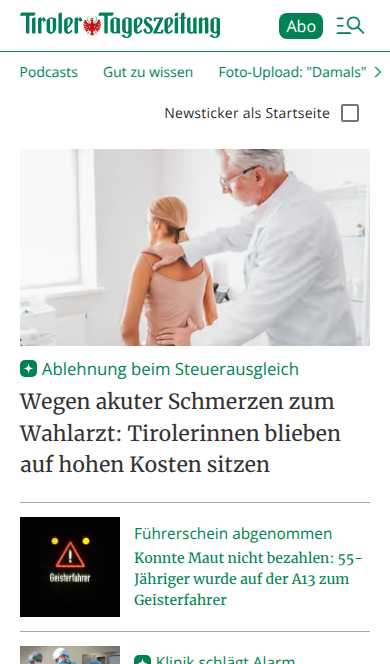 Tiroler Tageszeitung
Abo
Podcasts Gut zu wissen Foto-Upload: "Damals"
Newsticker als Startseite
Ablehnung beim Steuerausgleich
Wegen akuter Schmerzen zum
Wahlarzt: Tirolerinnen blieben
auf hohen Kosten sitzen
Geisterfahrer
Führerschein abgenommen
Konnte Maut nicht bezahlen: 55-
Jähriger wurde auf der A13 zum
Geisterfahrer
Klinik schlägt Alarm